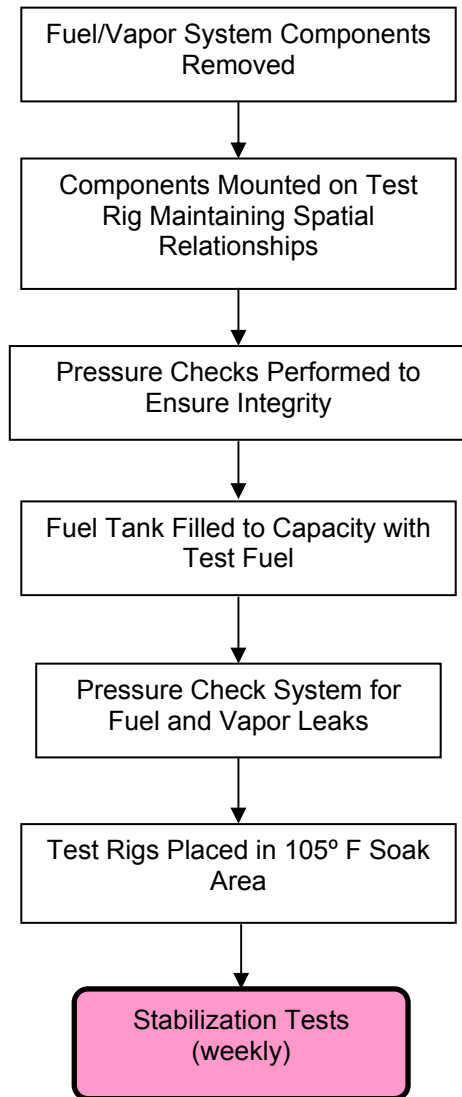 Fuel/Vapor System Components
Removed
Components Mounted on Test
Rig Maintaining Spatial
Relationships
Pressure Checks Performed to
Ensure Integrity
Fuel Tank Filled to Capacity with
Test Fuel
Pressure Check System for
Fuel and Vapor Leaks
Test Rigs Placed in 105º F Soak
Area
Stabilization Tests
(weekly)